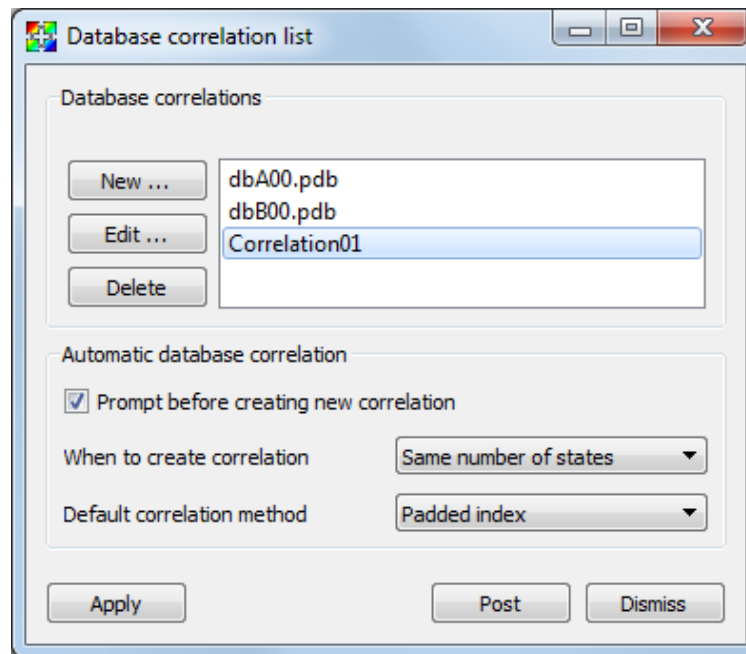 Database correlation list
Database correlations
New ...
dbA00.pdb
dbB00.pdb
Edit ...
Correlation01
Delete
Automatic database correlation
Prompt before creating new correlation
When to create correlation Same number of states
Default correlation method Padded index
Apply Post Dismiss